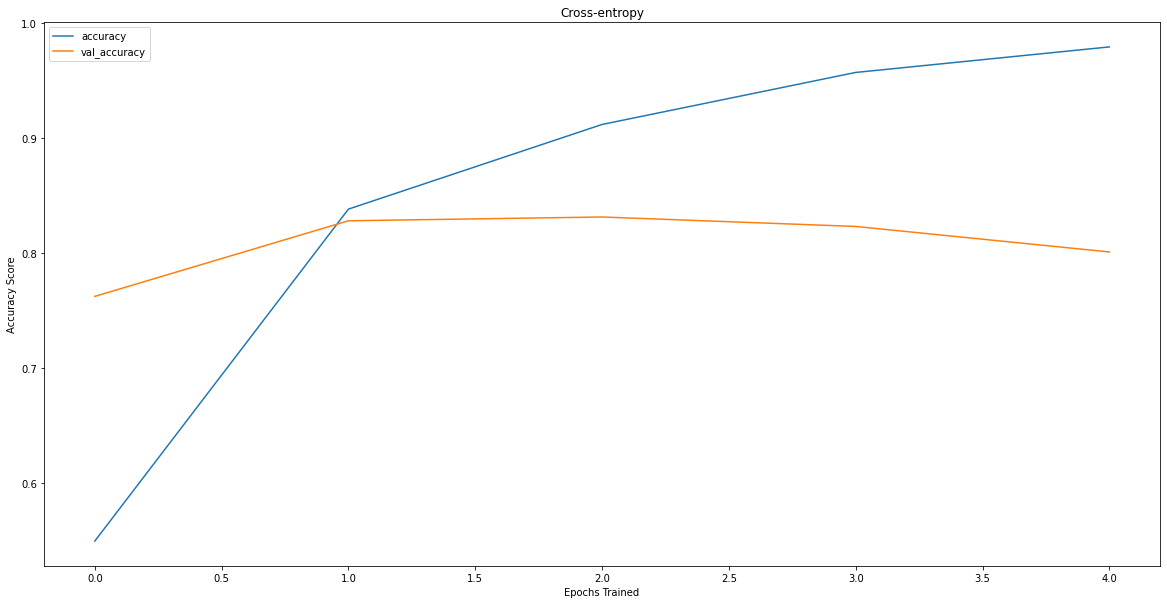 Cross-entropy
accuracy
val_accuracy
1.0
0.9
0.8
0.7
0.6
Accuracy Score
0.0 0.5 1.0 1.5 2.0 2.5 3.0 3.5 4.0
Epochs Trained